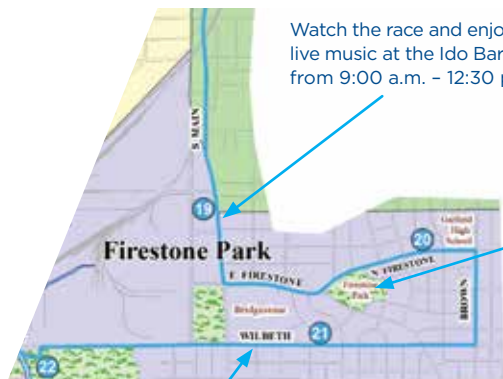 Watch the race and enjo
live music at the Ido Bar
from 9:00 a.m. – 12:30 p
S. MAIN
19
Garfield
High
School
20
Firestone Park
N FIRESTONE
E FIRESTONE
Firestone
Park
BROWN
Bridgestone
21
WILBETH
22